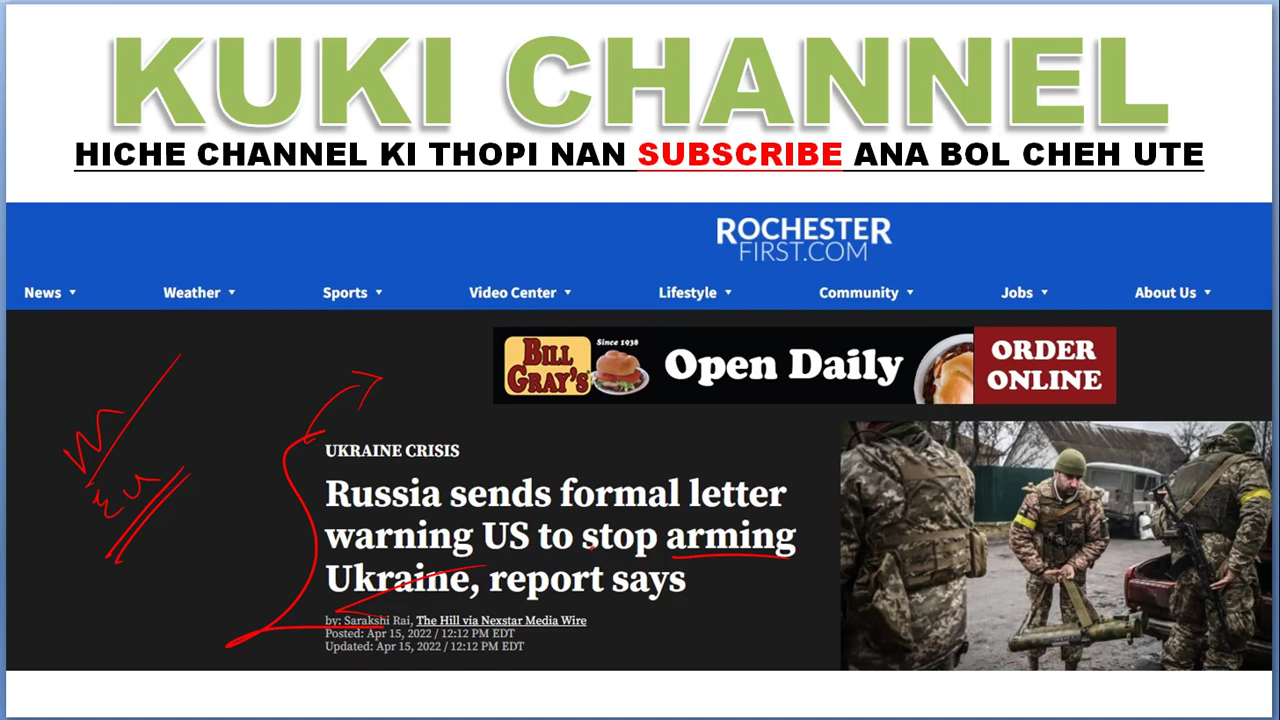 KUKI CHANNEL
HICHE CHANNEL KI THOPI NAN SUBSCRIBE ANA BOL CHEH UTE
ROCHESTER
FIRST.COM
News Weather Sports Video Center Lifestyle Community Jobs About Us
BILL GRAY'S
Since 1938
Open Daily
ORDER
ONLINE
UKRAINE CRISIS
Russia sends formal letter
warning US to stop arming
Ukraine, report says
by: Sarakshi Rai, The Hill via Nexstar Media Wire
Posted: Apr 15, 2022 / 12:12 PM EDT
Updated: Apr 15, 2022 / 12:12 PM EDT